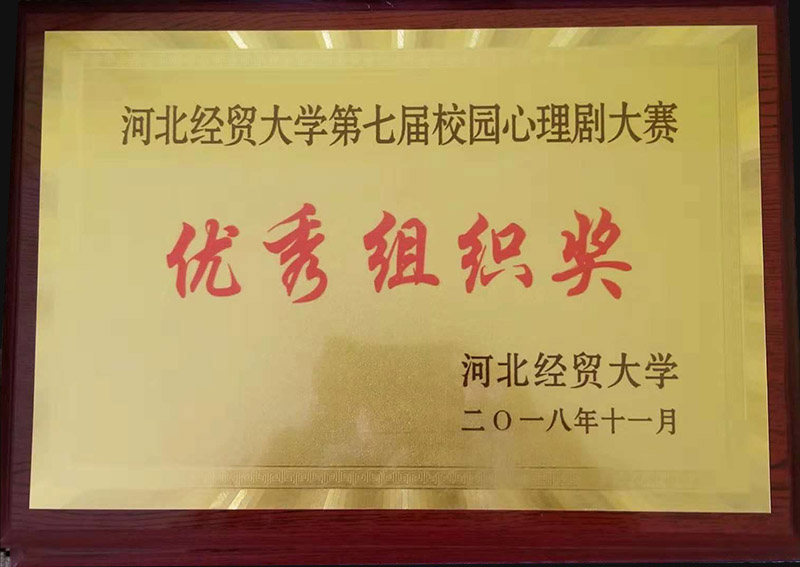 河北经贸大学第七届校园心理剧大赛
优秀组织奖
河北经贸大学
二〇一八年十一月